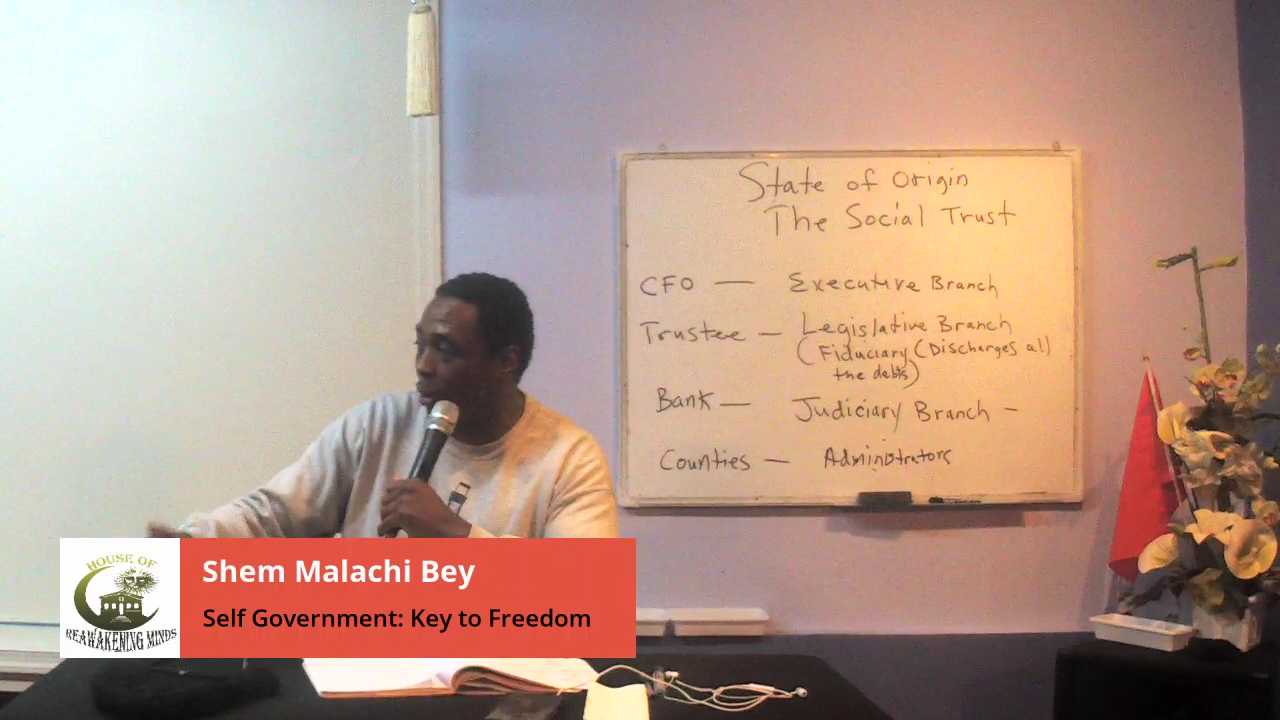 State of Origin
The Social Trust
CFO — Executive Branch
Trustee — Legislative Branch
(Fiduciary (Discharges all
the debts)
Bank — Judiciary Branch –
Counties — Administrators
HOUSE OF
REAWAKENING MINDS
Shem Malachi Bey
Self Government: Key to Freedom